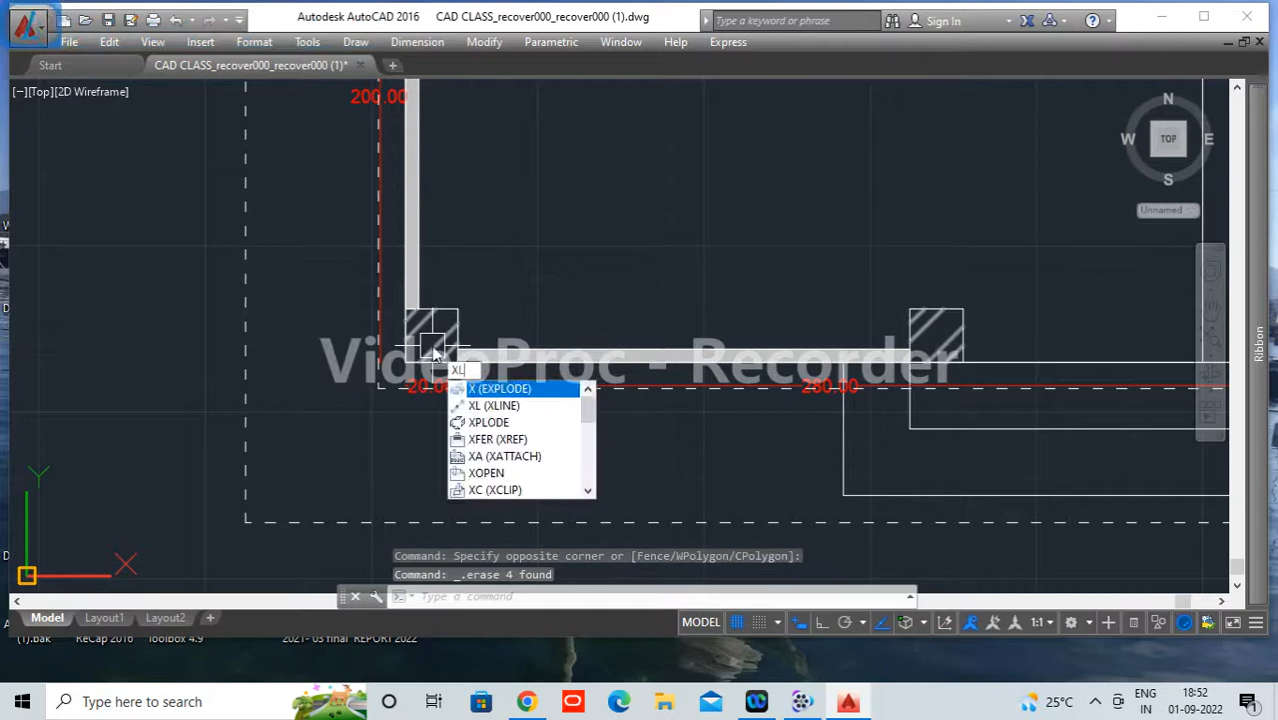 Autodesk AutoCAD 2016 CAD CLASS_recover000_recover000 (1).dwg
Type a keyword or phrase
Sign In
File Edit View Insert Format Tools Draw Dimension Modify Parametric Window Help Express
Start
CAD CLASS_recover000_recover000 (1)*
[−][Top][2D Wireframe]
200.00
N
W TOP E
S
Unnamed
Ribbon
VideoProc - Recorder
XL
280.00
X (EXPLODE)
XL (XLINE)
XPLODE
XFER (XREF)
XA (XATTACH)
XOPEN
XC (XCLIP)
Y
X
Command: Specify opposite corner or [Fence/WPolygon/CPolygon]:
Command: _.erase 4 found
Type a command
Model Layout1 Layout2
MODEL
1:1
(1).bak ReCap 2016 Toolbox 4.9 2021- 03 final REPORT 2022
Type here to search
25°C
ENG
IN
18:52
01-09-2022